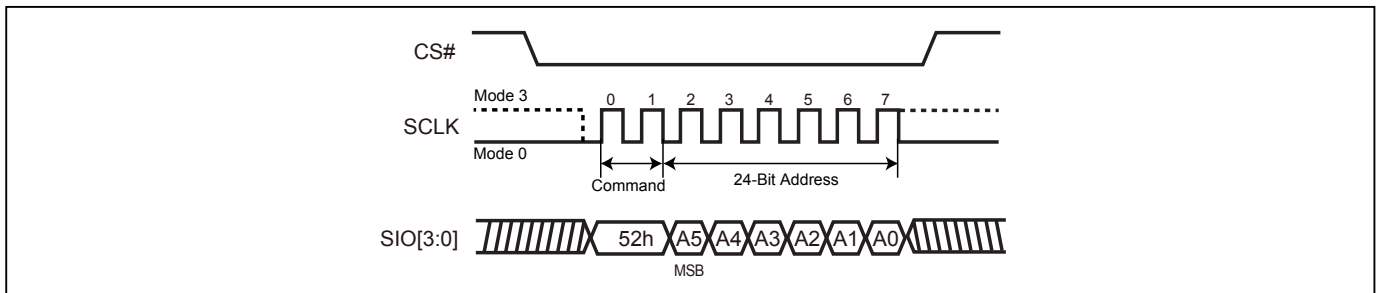 CS#
Mode 3
0 1 2 3 4 5 6 7
SCLK
Mode 0
Command
24-Bit Address
SIO[3:0]
52h A5 A4 A3 A2 A1 A0
MSB